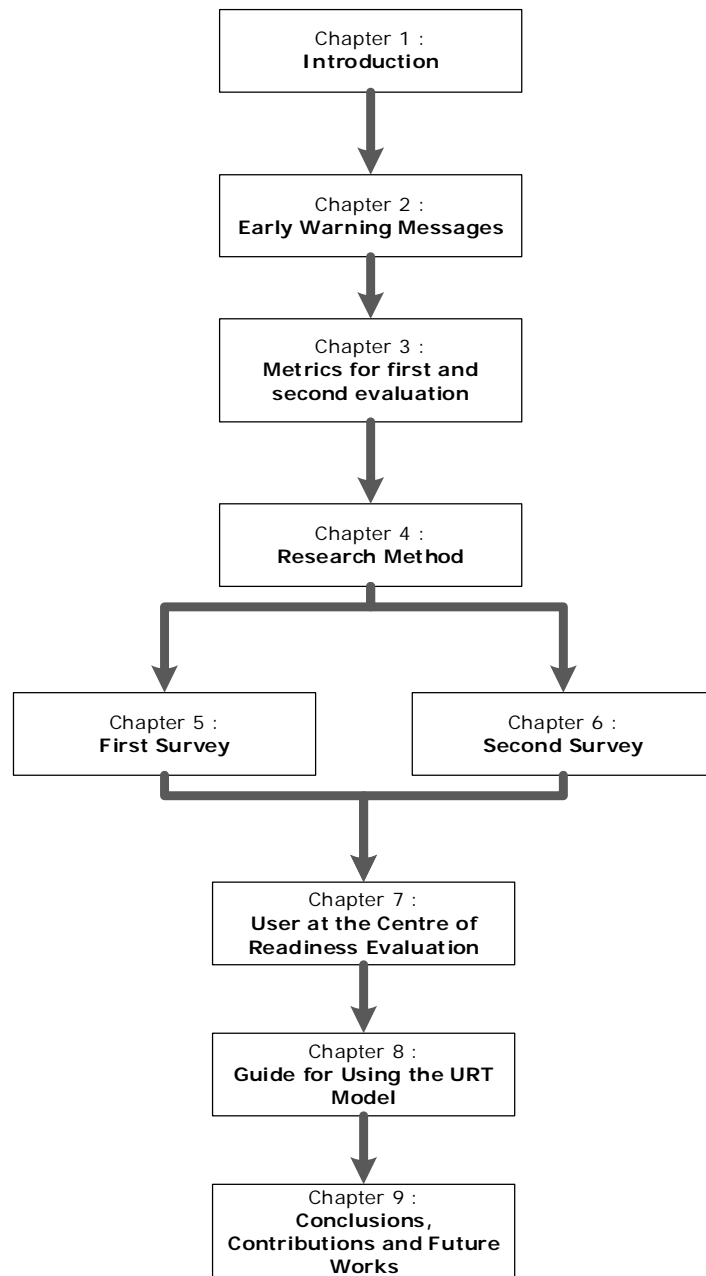 Chapter 1 :
Introduction
Chapter 2 :
Early Warning Messages
Chapter 3 :
Metrics for first and
second evaluation
Chapter 4 :
Research Method
Chapter 5 :
First Survey
Chapter 6 :
Second Survey
Chapter 7 :
User at the Centre of
Readiness Evaluation
Chapter 8 :
Guide for Using the URT
Model
Chapter 9 :
Conclusions,
Contributions and Future
Works